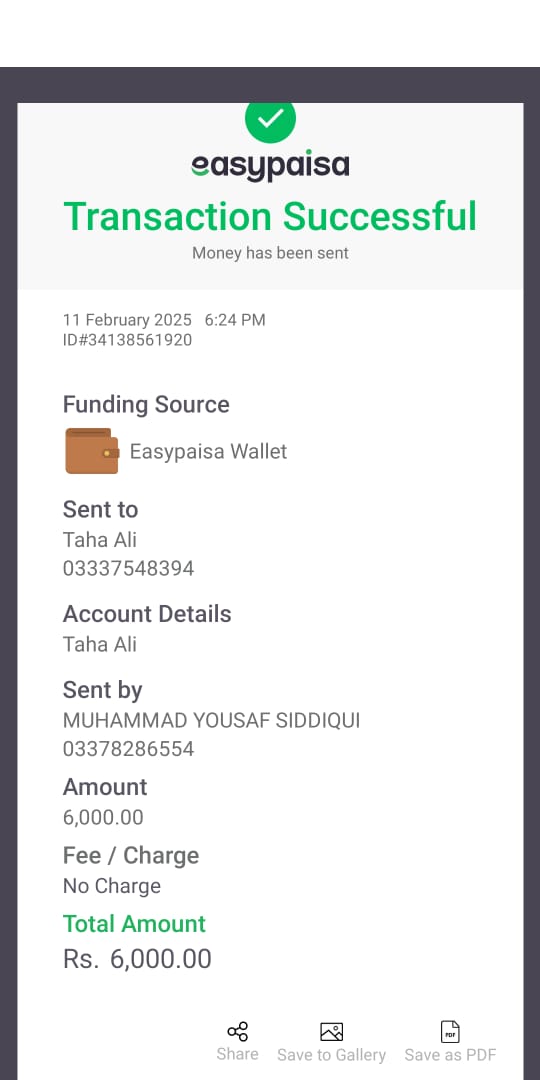 easypaisa
Transaction Successful
Money has been sent
11 February 2025 6:24 PM
ID#34138561920
Funding Source
Easypaisa Wallet
Sent to
Taha Ali
03337548394
Account Details
Taha Ali
Sent by
MUHAMMAD YOUSAF SIDDIQUI
03378286554
Amount
6,000.00
Fee / Charge
No Charge
Total Amount
Rs. 6,000.00
PDF
Share Save to Gallery Save as PDF